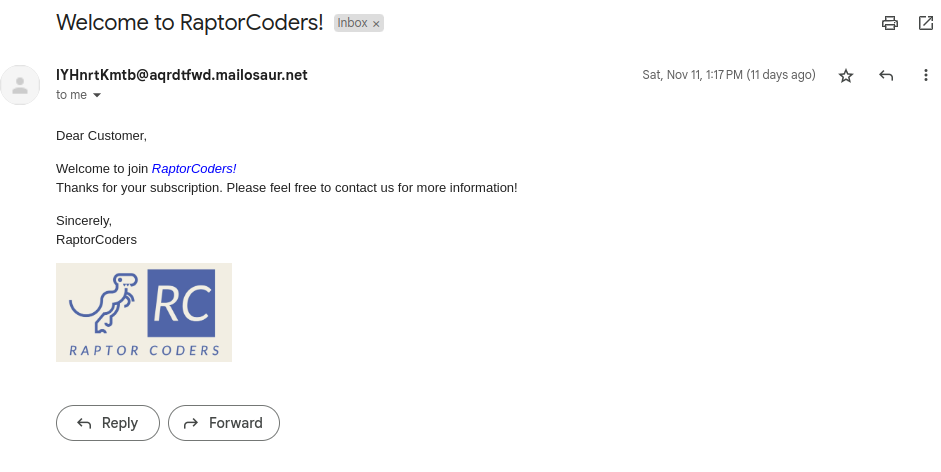 Welcome to RaptorCoders! Inbox ×
IYHnrtKmtb@aqrdtfwd.mailosaur.net Sat, Nov 11, 1:17 PM (11 days ago)
to me
Dear Customer,
Welcome to join RaptorCoders!
Thanks for your subscription. Please feel free to contact us for more information!
Sincerely,
RaptorCoders
RC
RAPTOR CODERS
Reply Forward